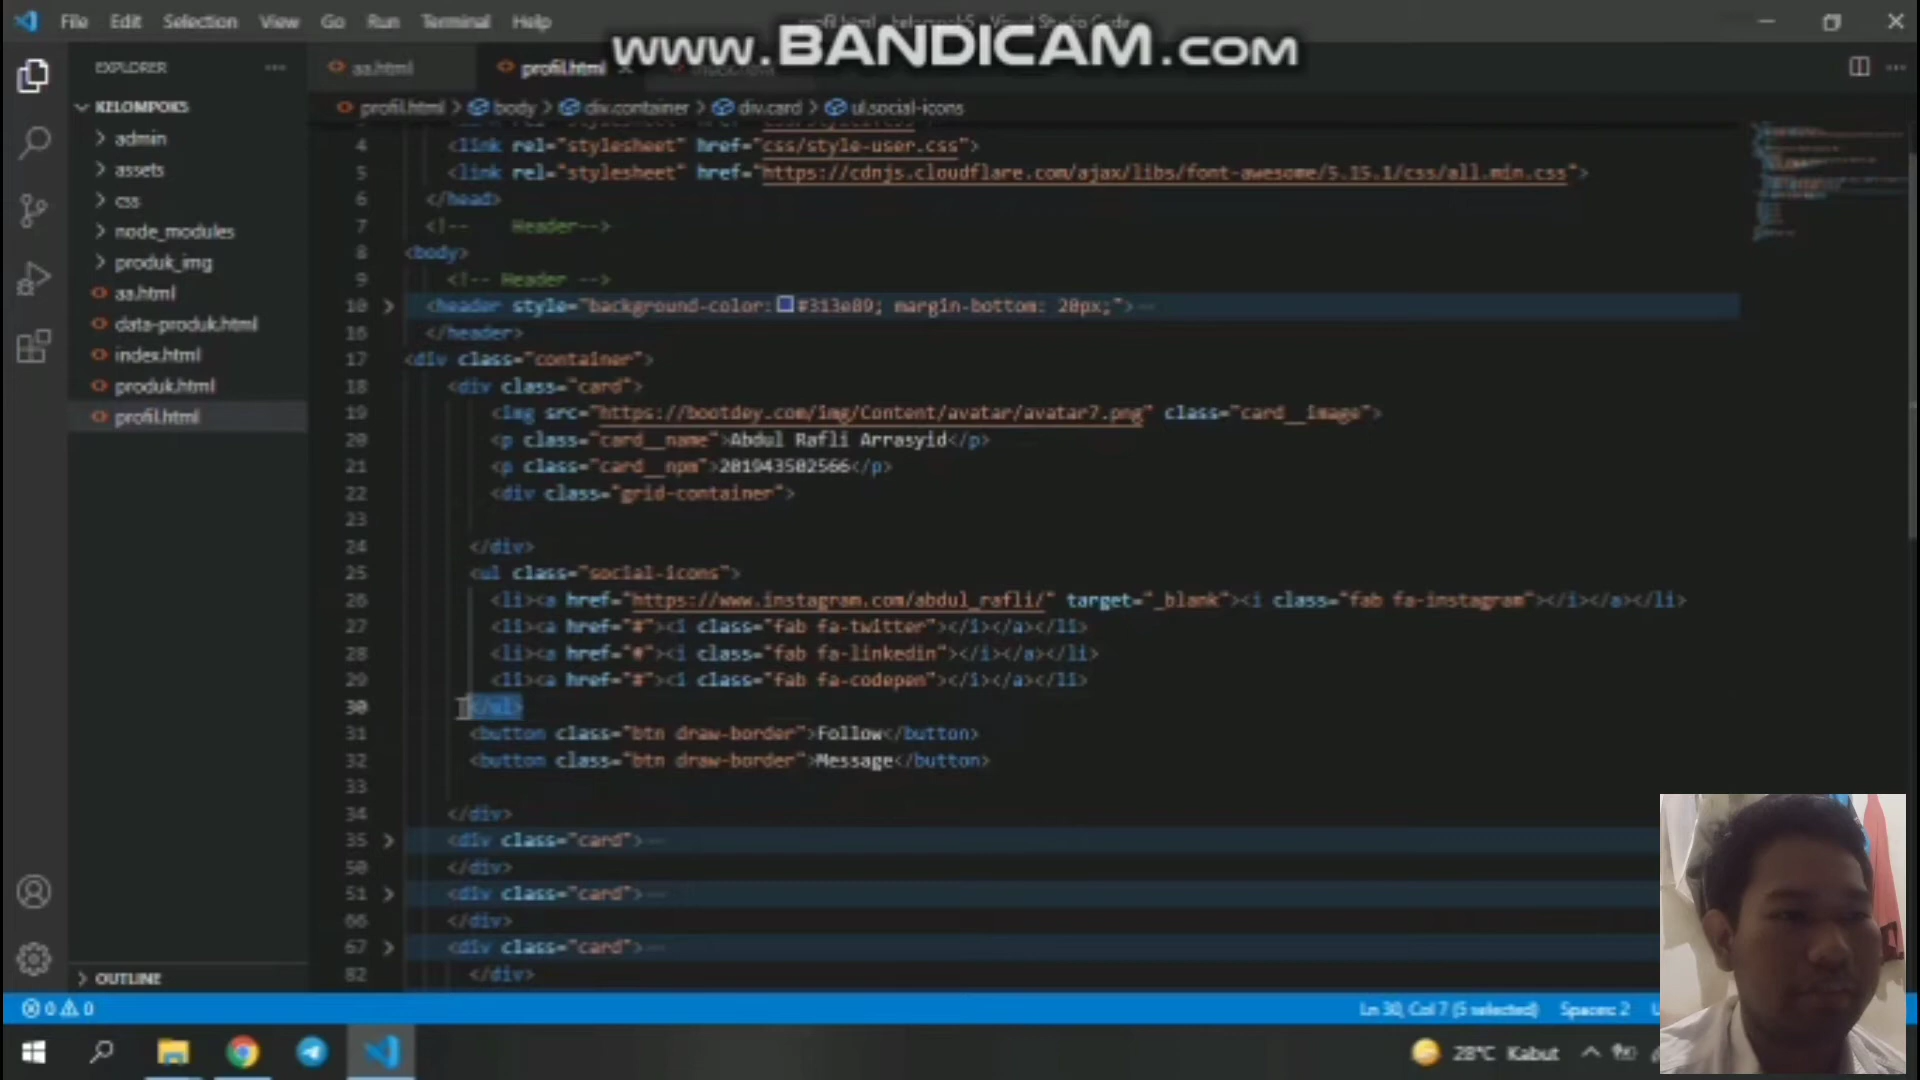 File Edit Selection View Go Run Terminal Help
www.BANDICAM.com
EXPLORER
aa.html
profil.html
KELOMPOK5
profil.html > body > div.container > div.card > ul.social-icons
admin
assets
css
node_modules
produk_img
aa.html
data-produk.html
index.html
produk.html
profil.html
OUTLINE
4 <link rel="stylesheet" href="css/style-user.css">
5 <link rel="stylesheet" href="https://cdnjs.cloudflare.com/ajax/libs/font-awesome/5.15.1/css/all.min.css">
6 </head>
7 <!-- Header-->
8 <body>
9 <!-- Header -->
10 <header style="background-color: #313e89; margin-bottom: 20px;">
16 </header>
17 <div class="container">
18 <div class="card">
19 <img src="https://bootdey.com/img/Content/avatar/avatar7.png" class="card__image">
20 <p class="card__name">Abdul Rafli Arrasyid</p>
21 <p class="card__npm">201943502566</p>
22 <div class="grid-container">
23
24 </div>
25 <ul class="social-icons">
26 <li><a href="https://www.instagram.com/abdul_rafli/" target="_blank"><i class="fab fa-instagram"></i></a></li>
27 <li><a href="#"><i class="fab fa-twitter"></i></a></li>
28 <li><a href="#"><i class="fab fa-linkedin"></i></a></li>
29 <li><a href="#"><i class="fab fa-codepen"></i></a></li>
30 </ul>
31 <button class="btn draw-border">Follow</button>
32 <button class="btn draw-border">Message</button>
33
34 </div>
35 <div class="card">
50 </div>
51 <div class="card">
66 </div>
67 <div class="card">
82 </div>
0 0
Ln 30, Col 7 (5 selected) Spaces: 2
28°C Kabut